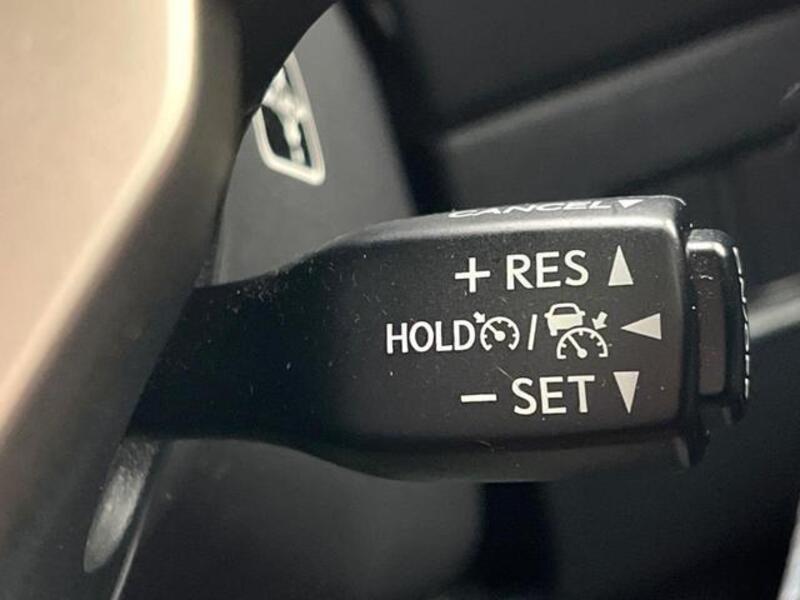 CANCEL
+ RES
HOLD /
- SET